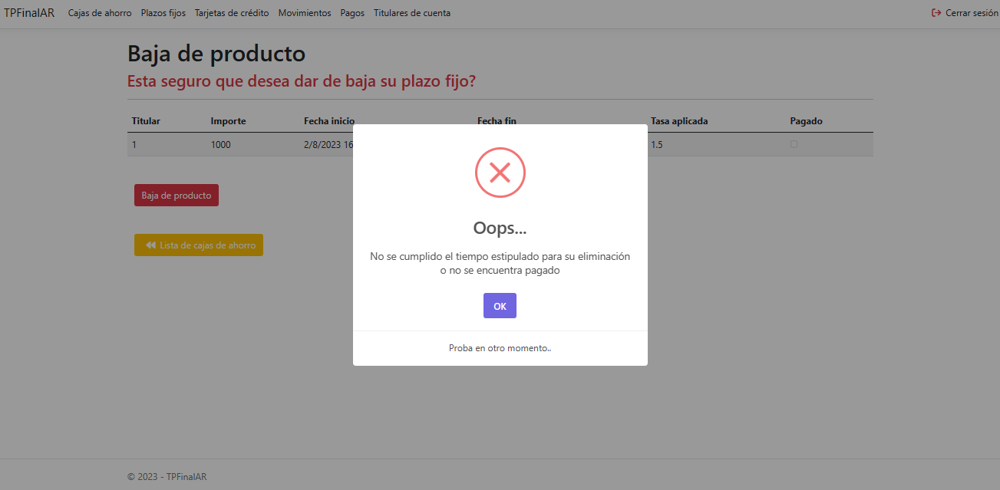 TPFinalAR Cajas de ahorro Plazos fijos Tarjetas de crédito Movimientos Pagos Titulares de cuenta Cerrar sesión
Baja de producto
Esta seguro que desea dar de baja su plazo fijo?
Titular Importe Fecha inicio Fecha fin Tasa aplicada Pagado
1 1000 2/8/2023 16 1.5
Baja de producto
Lista de cajas de ahorro
Oops...
No se cumplido el tiempo estipulado para su eliminación
o no se encuentra pagado
OK
Proba en otro momento..
© 2023 - TPFinalAR